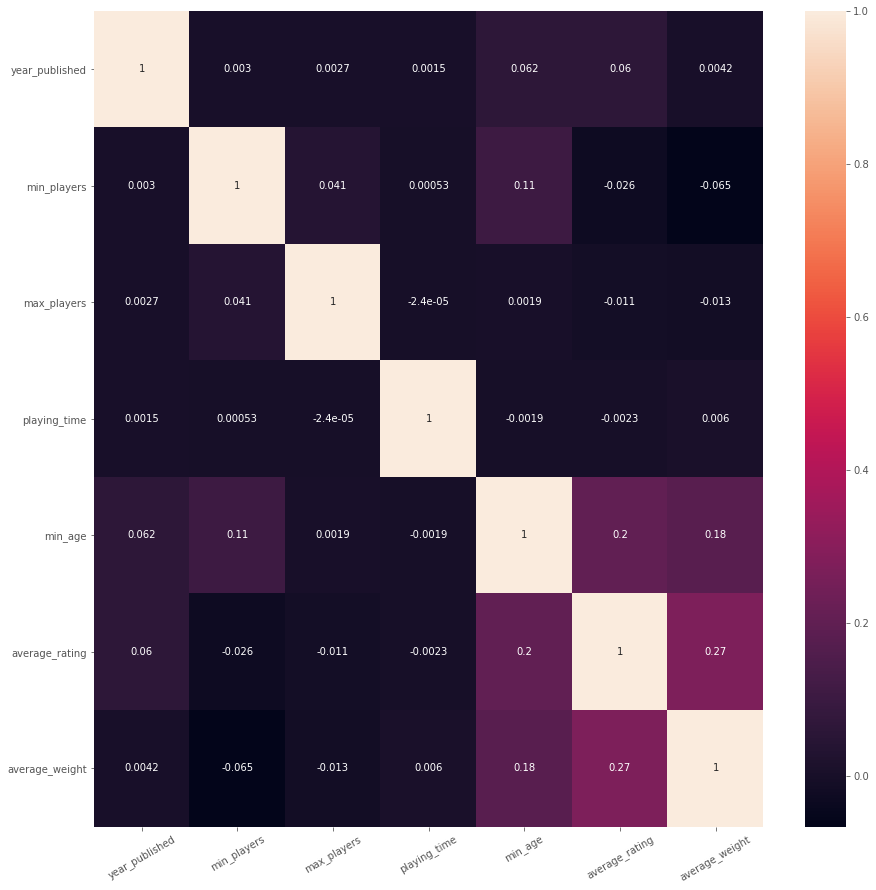 1.0
year_published 1 0.003 0.0027 0.0015 0.062 0.06 0.0042
0.8
min_players 0.003 1 0.041 0.00053 0.11 -0.026 -0.065
0.6
max_players 0.0027 0.041 1 -2.4e-05 0.0019 -0.011 -0.013
playing_time 0.0015 0.00053 -2.4e-05 1 -0.0019 -0.0023 0.006
0.4
min_age 0.062 0.11 0.0019 -0.0019 1 0.2 0.18
0.2
average_rating 0.06 -0.026 -0.011 -0.0023 0.2 1 0.27
average_weight 0.0042 -0.065 -0.013 0.006 0.18 0.27 1
0.0
year_published min_players max_players playing_time min_age average_rating average_weight